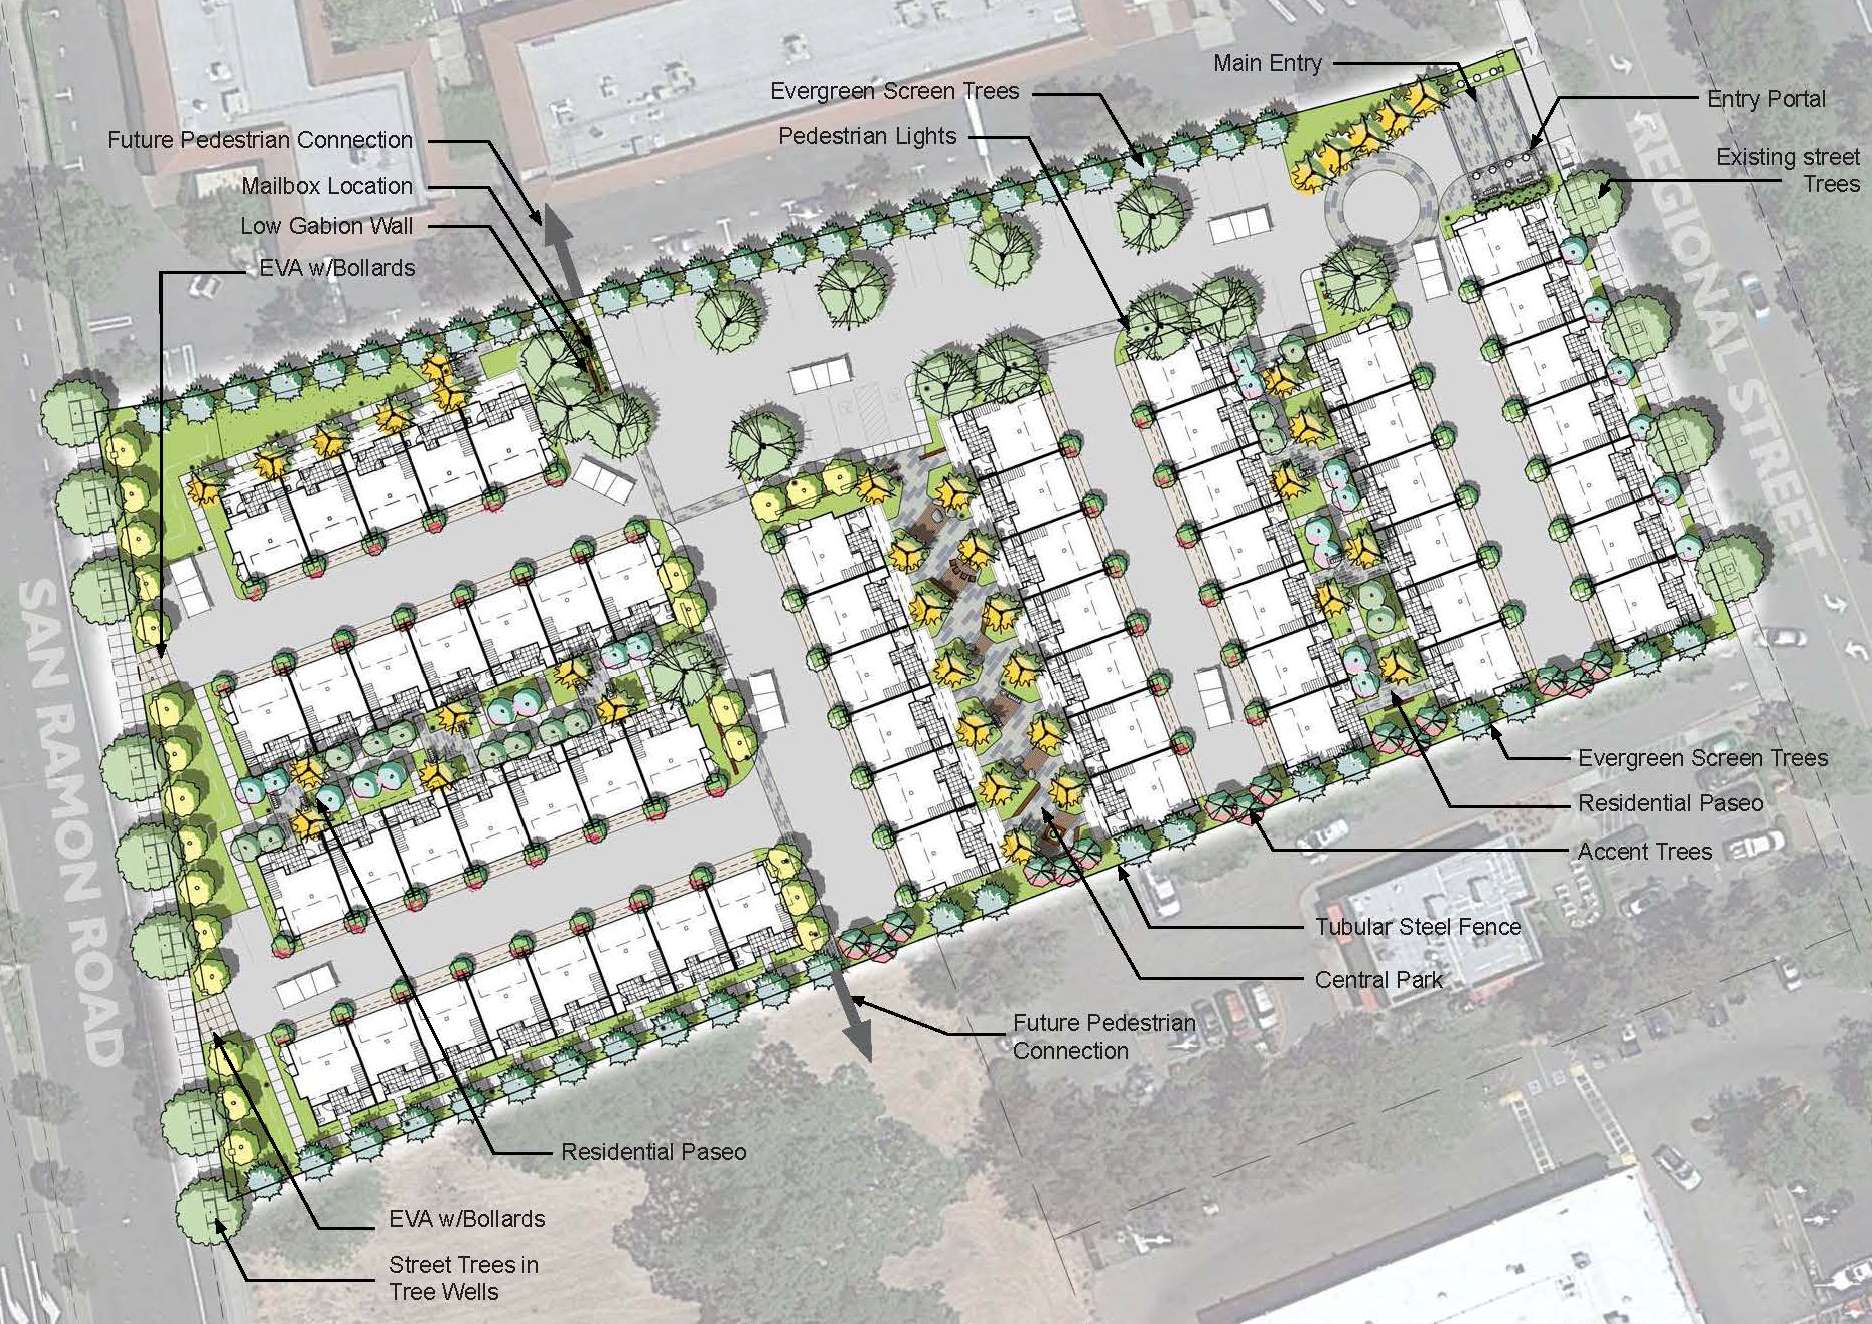 Main Entry
Evergreen Screen Trees
Entry Portal
Pedestrian Lights
Future Pedestrian Connection
Existing street
Trees
Mailbox Location
Low Gabion Wall
EVA w/Bollards
REGIONAL STREET
SAN RAMON ROAD
Evergreen Screen Trees
Residential Paseo
Accent Trees
Tubular Steel Fence
Central Park
Future Pedestrian
Connection
Residential Paseo
EVA w/Bollards
Street Trees in
Tree Wells